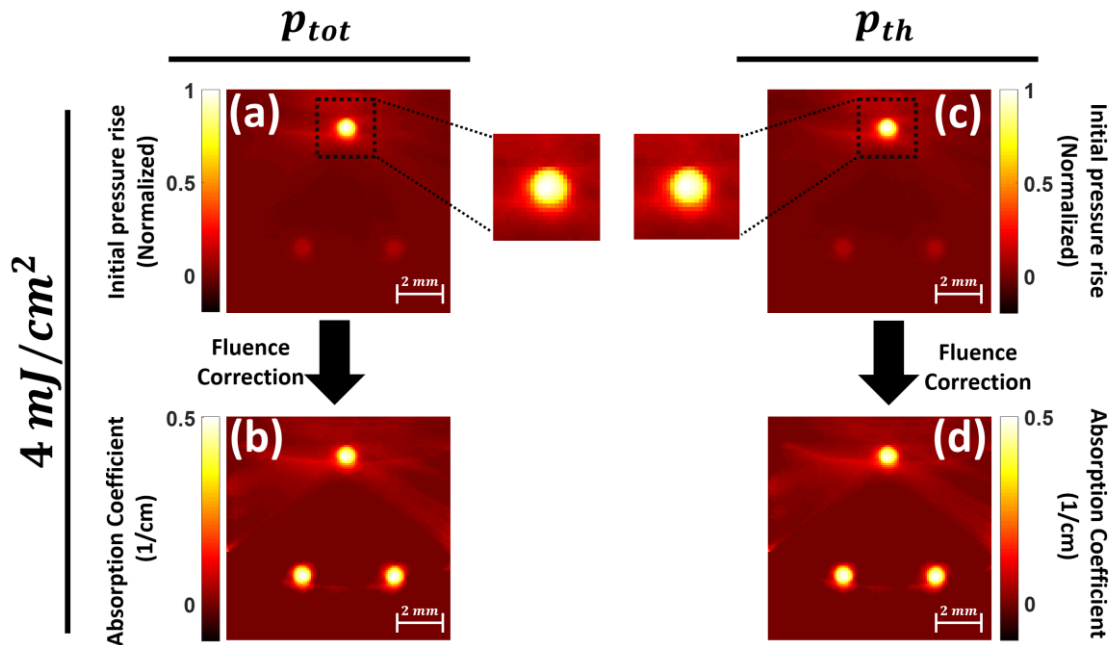 p_tot
p_th
4 mJ/cm²
1
0.5
0
Initial pressure rise
(Normalized)
(a)
2 mm
(c)
2 mm
1
0.5
0
Initial pressure rise
(Normalized)
Fluence
Correction
Fluence
Correction
0.5
0
Absorption Coefficient
(1/cm)
(b)
2 mm
(d)
2 mm
0.5
0
Absorption Coefficient
(1/cm)